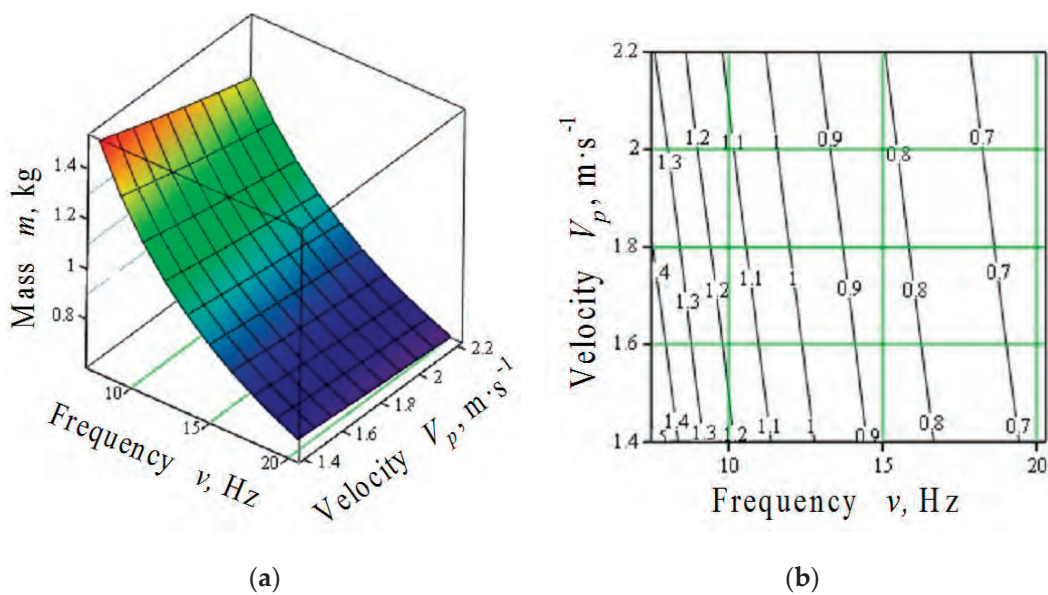 1.4
1.2
1
0.8
Mass m, kg
10
15
20
Frequency ν, Hz
1.4
1.6
1.8
2
2.2
Velocity Vₚ, m·s⁻¹
(a)
2.2
2
1.8
1.6
1.4
Velocity Vₚ, m·s⁻¹
1.3 1.2 1.1 1 0.9 0.8 0.7
4 1.3 1.2 1.1 1 0.9 0.8 0.7
1.4 1.3 1.2 1.1 1 0.9 0.8 0.7
10 15 20
Frequency ν, Hz
(b)